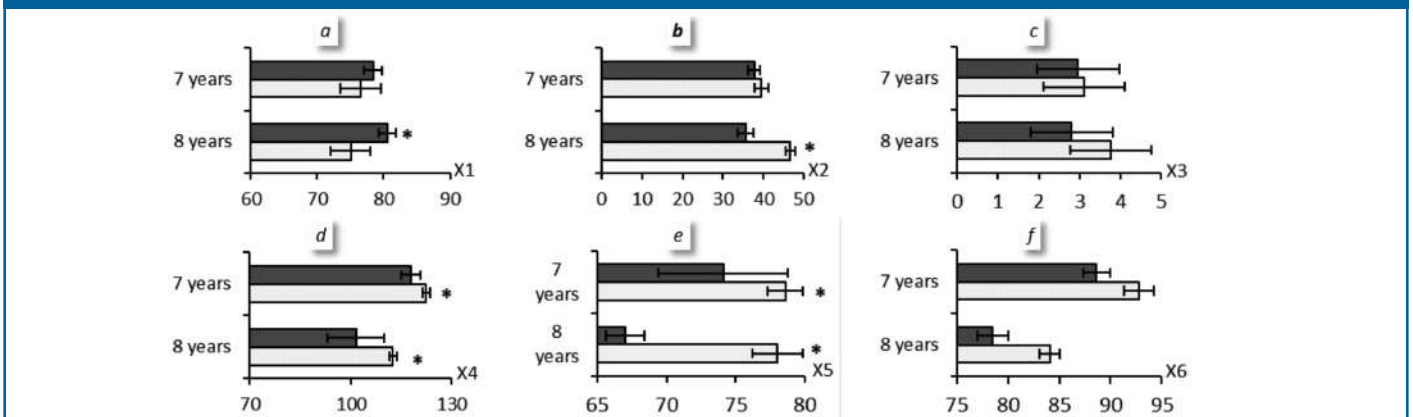 a
7 years
8 years
*
X1
60 70 80 90
b
7 years
8 years
*
X2
0 10 20 30 40 50
c
7 years
8 years
X3
0 1 2 3 4 5
d
7 years
*
8 years
*
X4
70 100 130
e
7
years
*
8
years
*
X5
65 70 75 80
f
7 years
8 years
X6
75 80 85 90 95